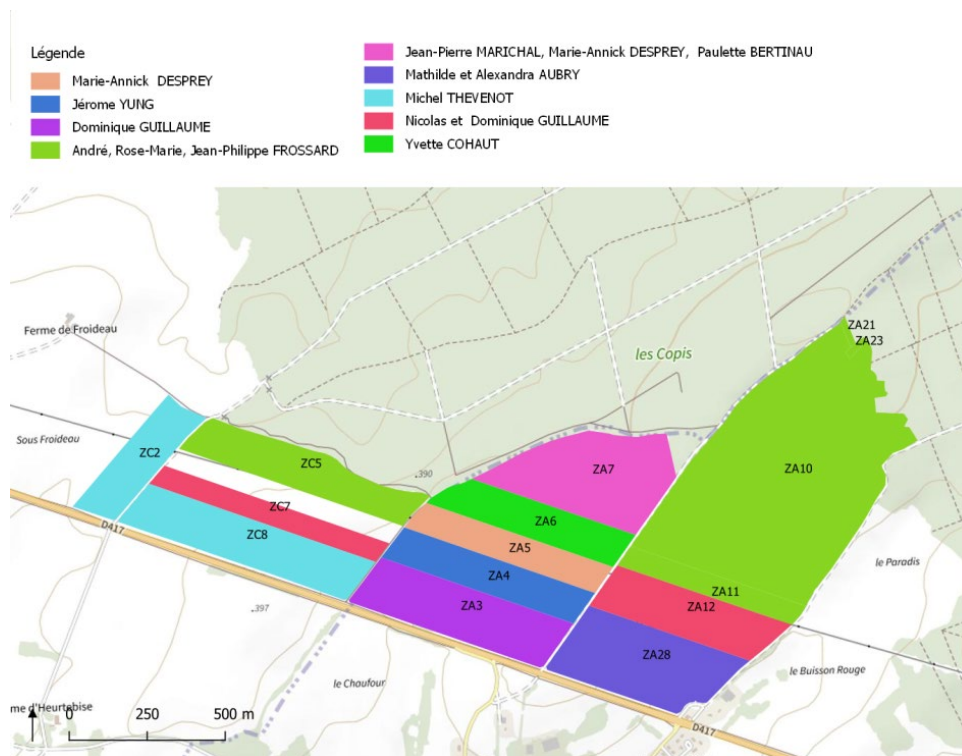 Légende
Marie-Annick DESPREY
Jérome YUNG
Dominique GUILLAUME
André, Rose-Marie, Jean-Philippe FROSSARD
Jean-Pierre MARICHAL, Marie-Annick DESPREY, Paulette BERTINAU
Mathilde et Alexandra AUBRY
Michel THEVENOT
Nicolas et Dominique GUILLAUME
Yvette COHAUT
ZA21
ZA23
Ferme de Froideau
les Copis
Sous Froideau
ZC2
ZC5
390
ZA7
ZA10
ZC7
ZA6
D417
ZC8
ZA5
le Paradis
ZA4
ZA11
ZA3
ZA12
397
ZA28
le Chaufour
le Buisson Rouge
me d'Heurtebise
0 250 500 m
D417